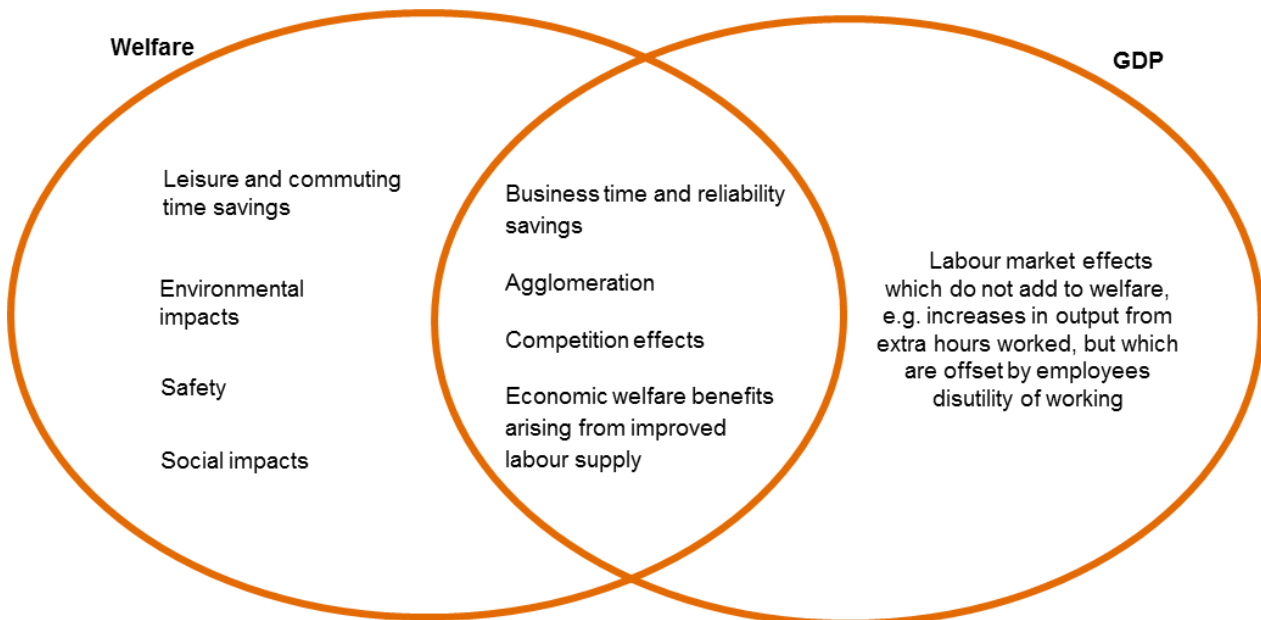 Welfare
GDP
Leisure and commuting
time savings
Environmental
impacts
Safety
Social impacts
Business time and reliability
savings
Agglomeration
Competition effects
Economic welfare benefits
arising from improved
labour supply
Labour market effects
which do not add to welfare,
e.g. increases in output from
extra hours worked, but which
are offset by employees
disutility of working